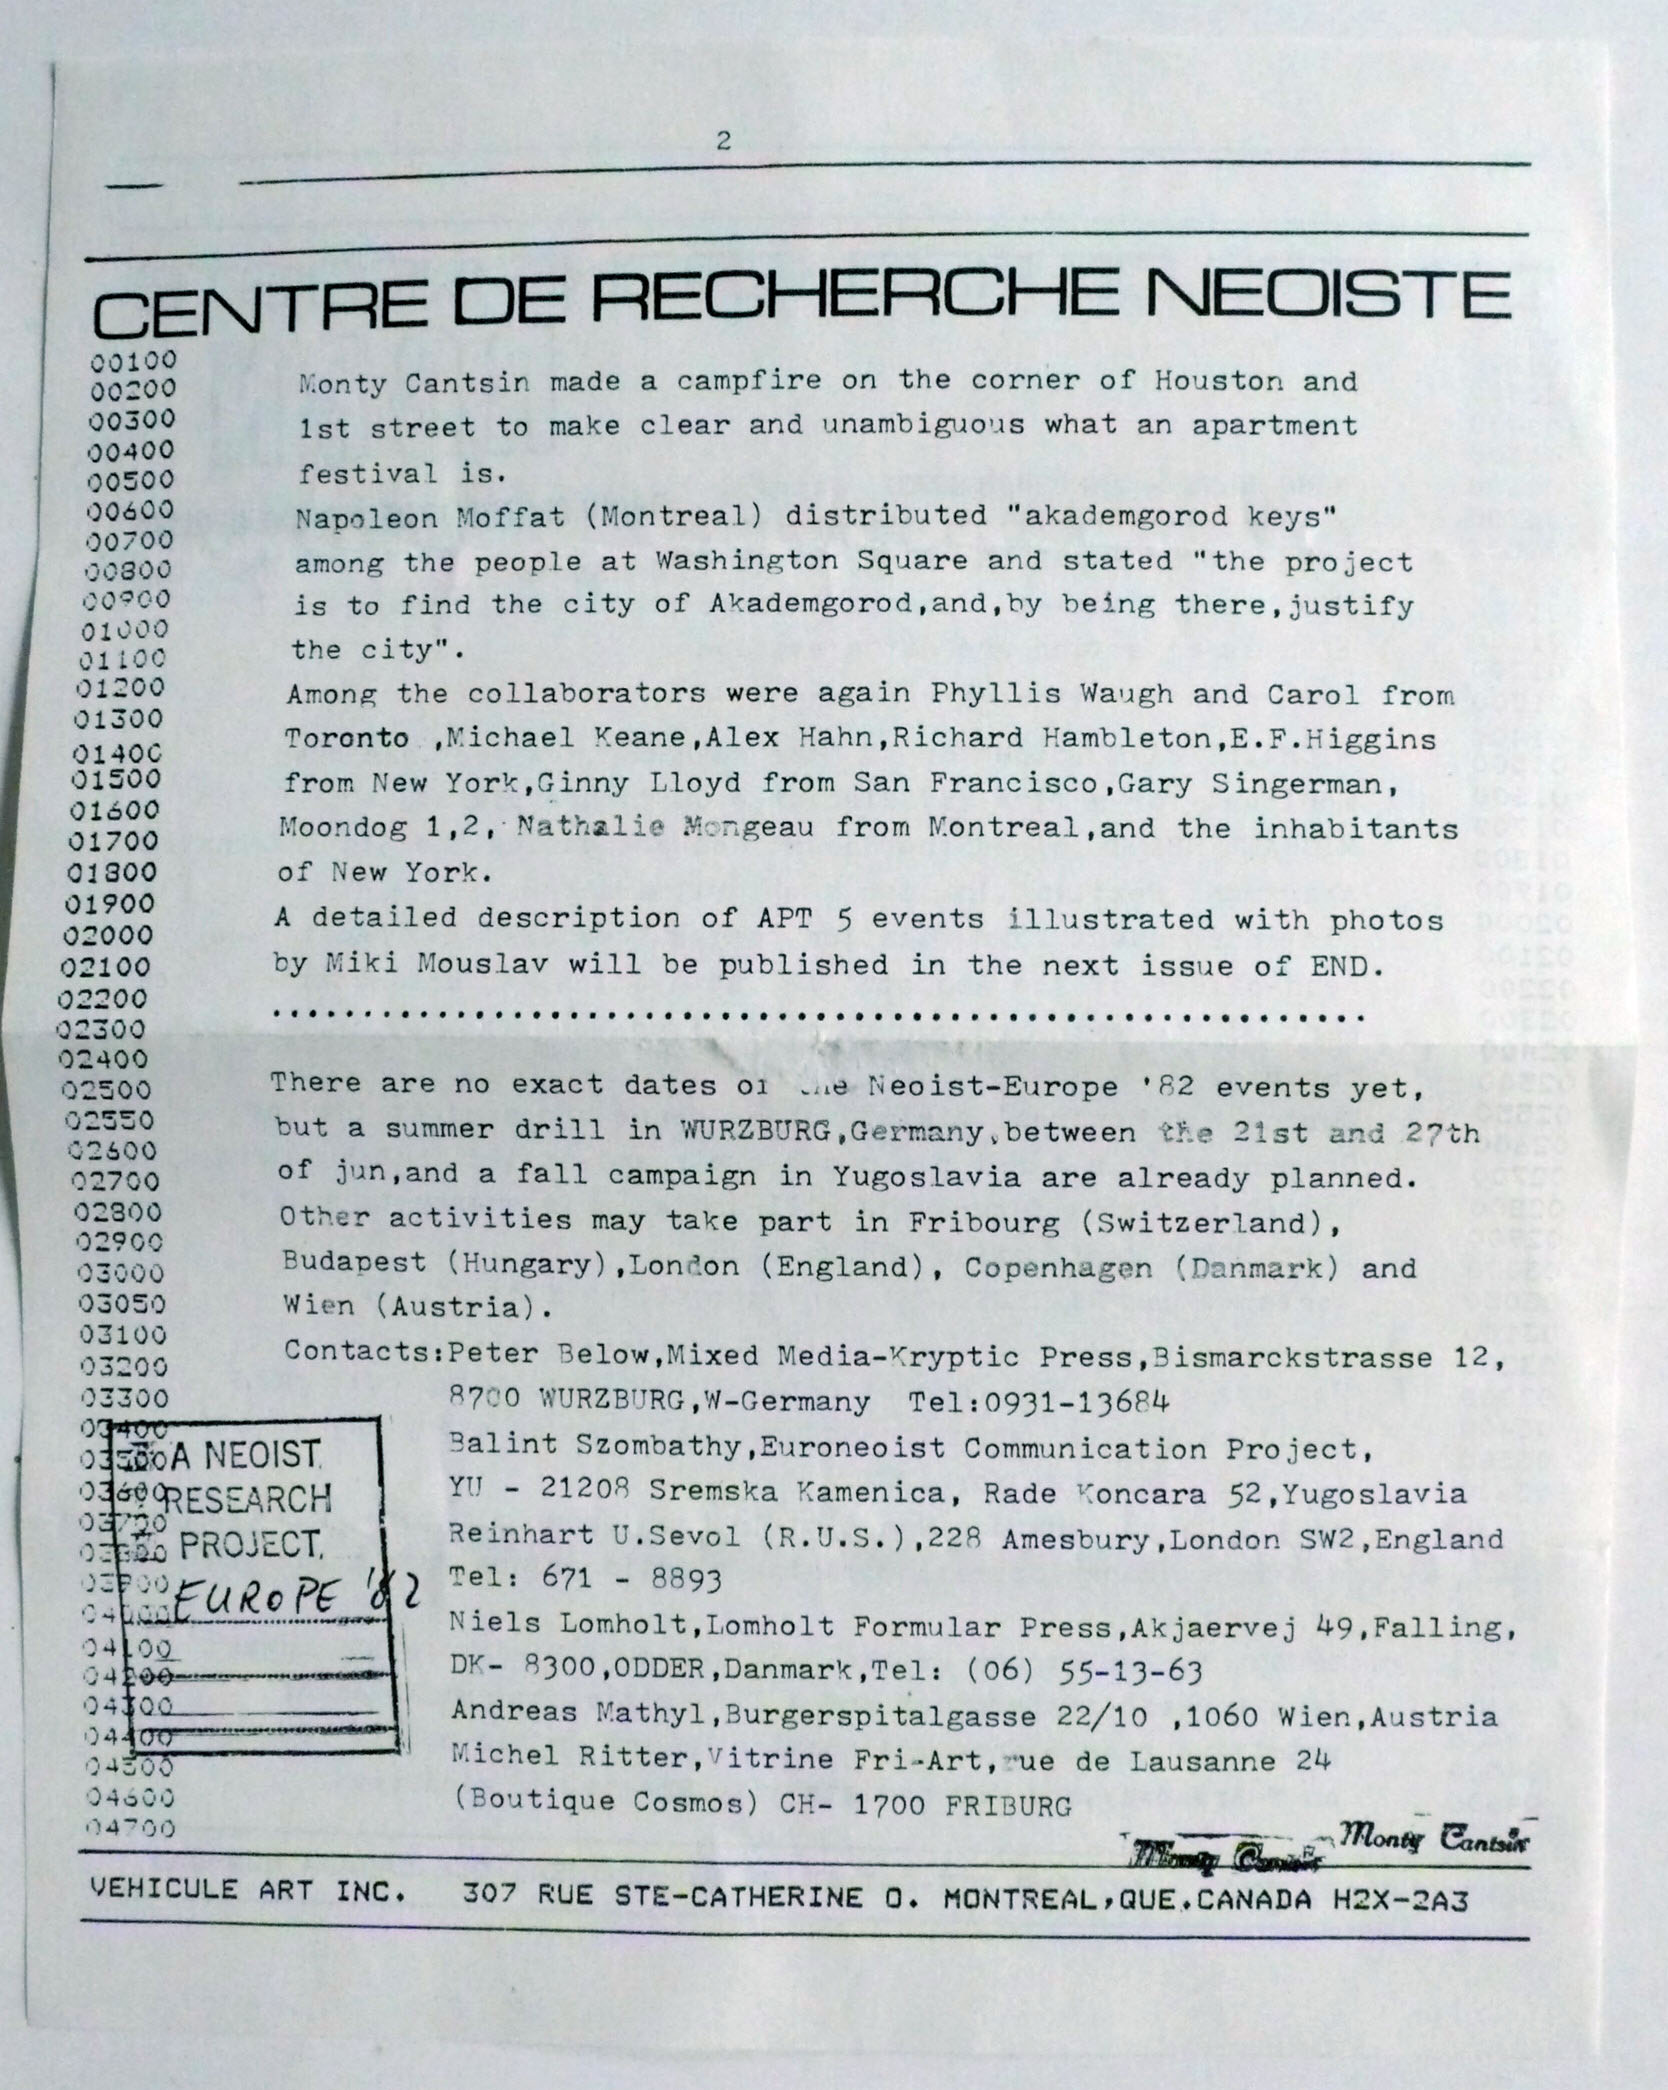 2
CENTRE DE RECHERCHE NEOISTE
00100
00200
00300
00400
00500
00600
00700
00800
00900
01000
01100
01200
01300
01400
01500
01600
01700
01800
01900
02000
02100
02200
02300
02400
02500
02550
02600
02700
02800
02900
03000
03050
03100
03200
03300
03400
03500
03600
03700
03800
03900
04000
04100
04200
04300
04400
04500
04600
04700
Monty Cantsin made a campfire on the corner of Houston and
1st street to make clear and unambiguous what an apartment
festival is.
Napoleon Moffat (Montreal) distributed "akademgorod keys"
among the people at Washington Square and stated "the project
is to find the city of Akademgorod,and,by being there,justify
the city".
Among the collaborators were again Phyllis Waugh and Carol from
Toronto ,Michael Keane,Alex Hahn,Richard Hambleton,E.F.Higgins
from New York,Ginny Lloyd from San Francisco,Gary Singerman,
Moondog 1,2, Nathalie Mongeau from Montreal,and the inhabitants
of New York.
A detailed description of APT 5 events illustrated with photos
by Miki Mouslav will be published in the next issue of END.
.............................................................
There are no exact dates of the Neoist-Europe '82 events yet,
but a summer drill in WURZBURG,Germany,between the 21st and 27th
of jun,and a fall campaign in Yugoslavia are already planned.
Other activities may take part in Fribourg (Switzerland),
Budapest (Hungary),London (England), Copenhagen (Danmark) and
Wien (Austria).
Contacts:Peter Below,Mixed Media-Kryptic Press,Bismarckstrasse 12,
8700 WURZBURG,W-Germany Tel:0931-13684
Balint Szombathy,Euroneoist Communication Project,
YU - 21208 Sremska Kamenica, Rade Koncara 52,Yugoslavia
Reinhart U.Sevol (R.U.S.),228 Amesbury,London SW2,England
Tel: 671 - 8893
Niels Lomholt,Lomholt Formular Press,Akjaervej 49,Falling,
DK- 8300,ODDER,Danmark,Tel: (06) 55-13-63
Andreas Mathyl,Burgerspitalgasse 22/10 ,1060 Wien,Austria
Michel Ritter,Vitrine Fri-Art,rue de Lausanne 24
(Boutique Cosmos) CH- 1700 FRIBURG
A NEOIST
RESEARCH
PROJECT.
EUROPE '82
Monty Cantsin
Monty Cantsin
VEHICULE ART INC. 307 RUE STE-CATHERINE O. MONTREAL,QUE.CANADA H2X-2A3